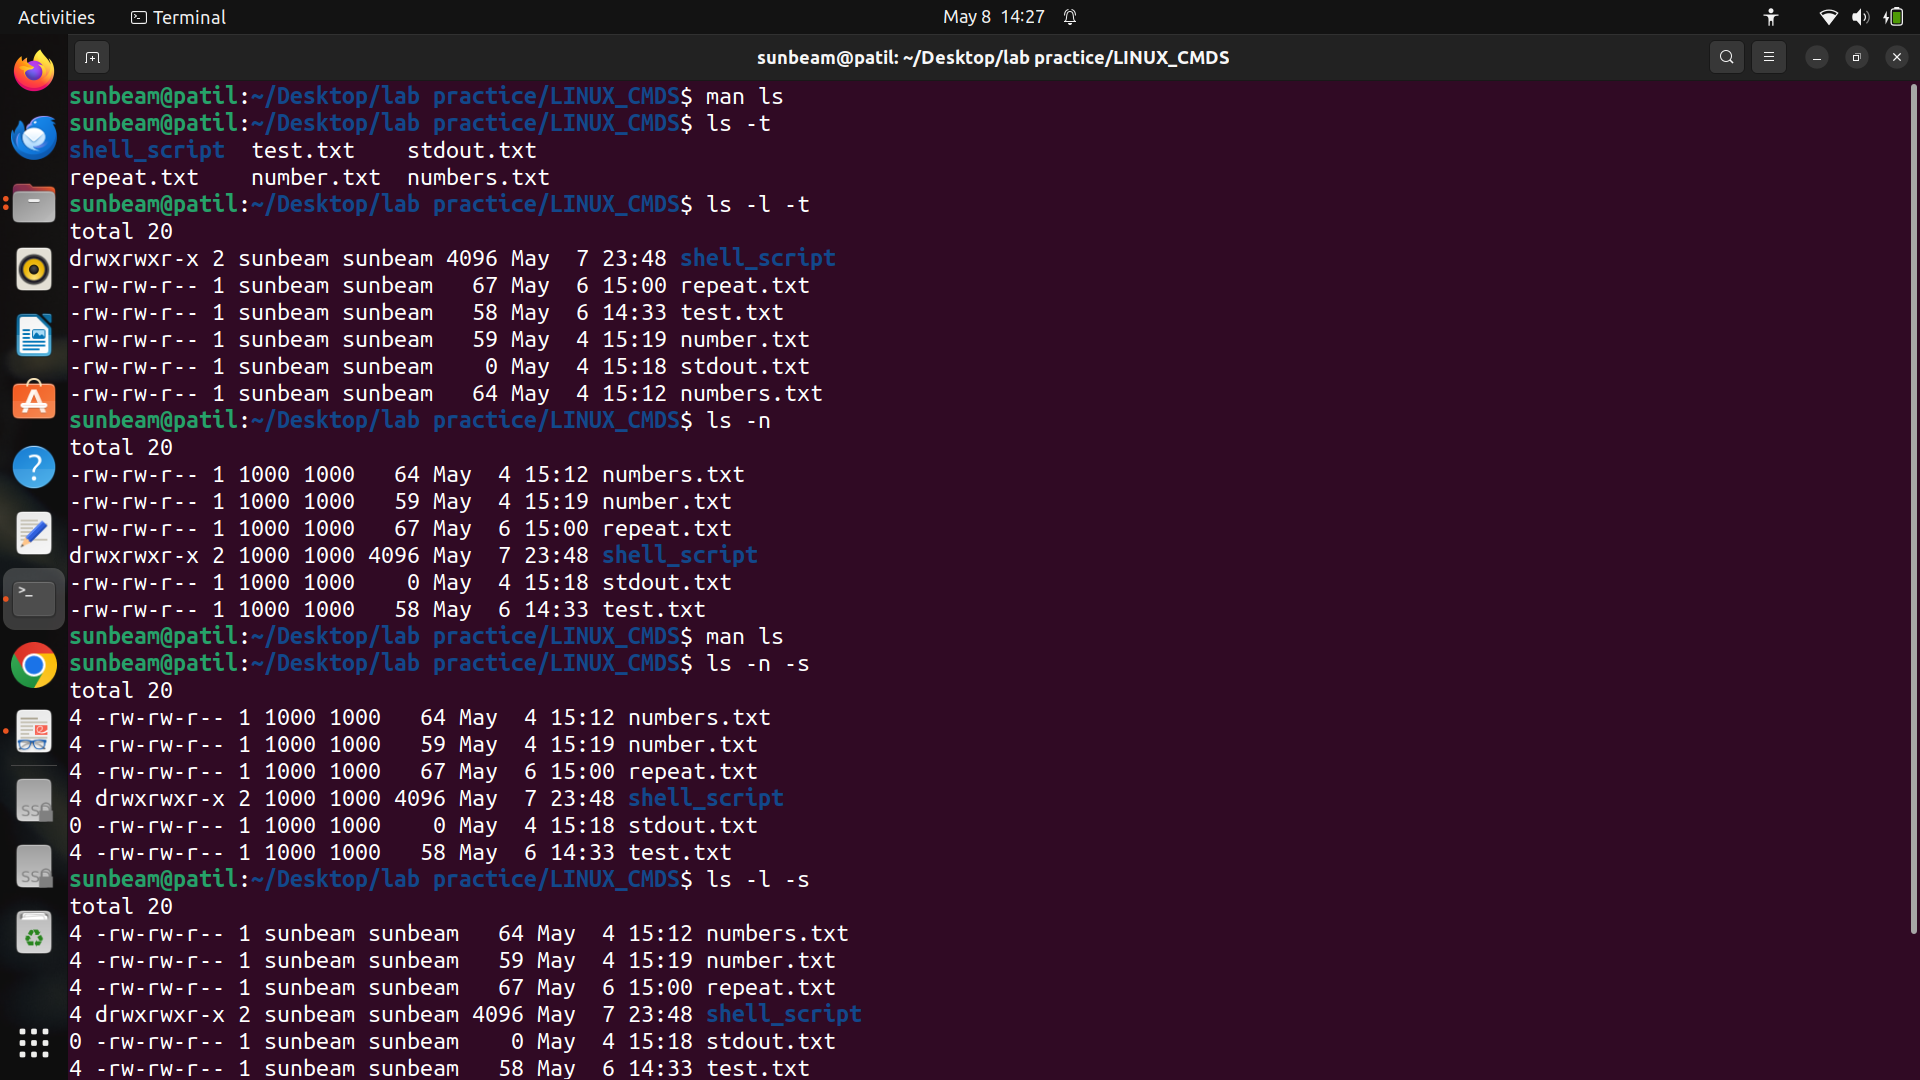 Activities Terminal May 8 14:27
sunbeam@patil: ~/Desktop/lab practice/LINUX_CMDS
sunbeam@patil:~/Desktop/lab practice/LINUX_CMDS$ man ls
sunbeam@patil:~/Desktop/lab practice/LINUX_CMDS$ ls -t
shell_script  test.txt    stdout.txt
repeat.txt    number.txt  numbers.txt
sunbeam@patil:~/Desktop/lab practice/LINUX_CMDS$ ls -l -t
total 20
drwxrwxr-x 2 sunbeam sunbeam 4096 May  7 23:48 shell_script
-rw-rw-r-- 1 sunbeam sunbeam   67 May  6 15:00 repeat.txt
-rw-rw-r-- 1 sunbeam sunbeam   58 May  6 14:33 test.txt
-rw-rw-r-- 1 sunbeam sunbeam   59 May  4 15:19 number.txt
-rw-rw-r-- 1 sunbeam sunbeam    0 May  4 15:18 stdout.txt
-rw-rw-r-- 1 sunbeam sunbeam   64 May  4 15:12 numbers.txt
sunbeam@patil:~/Desktop/lab practice/LINUX_CMDS$ ls -n
total 20
-rw-rw-r-- 1 1000 1000   64 May  4 15:12 numbers.txt
-rw-rw-r-- 1 1000 1000   59 May  4 15:19 number.txt
-rw-rw-r-- 1 1000 1000   67 May  6 15:00 repeat.txt
drwxrwxr-x 2 1000 1000 4096 May  7 23:48 shell_script
-rw-rw-r-- 1 1000 1000    0 May  4 15:18 stdout.txt
-rw-rw-r-- 1 1000 1000   58 May  6 14:33 test.txt
sunbeam@patil:~/Desktop/lab practice/LINUX_CMDS$ man ls
sunbeam@patil:~/Desktop/lab practice/LINUX_CMDS$ ls -n -s
total 20
4 -rw-rw-r-- 1 1000 1000   64 May  4 15:12 numbers.txt
4 -rw-rw-r-- 1 1000 1000   59 May  4 15:19 number.txt
4 -rw-rw-r-- 1 1000 1000   67 May  6 15:00 repeat.txt
4 drwxrwxr-x 2 1000 1000 4096 May  7 23:48 shell_script
0 -rw-rw-r-- 1 1000 1000    0 May  4 15:18 stdout.txt
4 -rw-rw-r-- 1 1000 1000   58 May  6 14:33 test.txt
sunbeam@patil:~/Desktop/lab practice/LINUX_CMDS$ ls -l -s
total 20
4 -rw-rw-r-- 1 sunbeam sunbeam   64 May  4 15:12 numbers.txt
4 -rw-rw-r-- 1 sunbeam sunbeam   59 May  4 15:19 number.txt
4 -rw-rw-r-- 1 sunbeam sunbeam   67 May  6 15:00 repeat.txt
4 drwxrwxr-x 2 sunbeam sunbeam 4096 May  7 23:48 shell_script
0 -rw-rw-r-- 1 sunbeam sunbeam    0 May  4 15:18 stdout.txt
4 -rw-rw-r-- 1 sunbeam sunbeam   58 May  6 14:33 test.txt